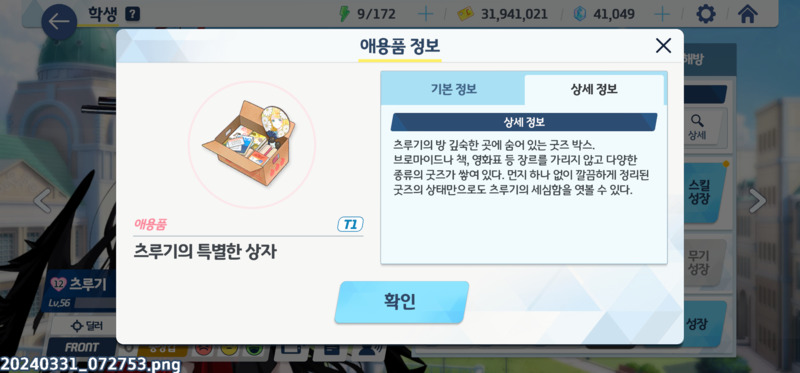 학생 ?
9/172
31,941,021
41,049
애용품 정보
해방
기본 정보
상세 정보
상세 정보
츠루기의 방 깊숙한 곳에 숨어 있는 굿즈 박스.
브로마이드나 책, 영화표 등 장르를 가리지 않고 다양한
종류의 굿즈가 쌓여 있다. 먼지 하나 없이 깔끔하게 정리된
굿즈의 상태만으로도 츠루기의 세심함을 엿볼 수 있다.
상세
스킬
성장
애용품
T1
츠루기의 특별한 상자
무기
성장
12 츠루기
Lv.56
확인
딜러
성장
FRONT
20240331_072753.png